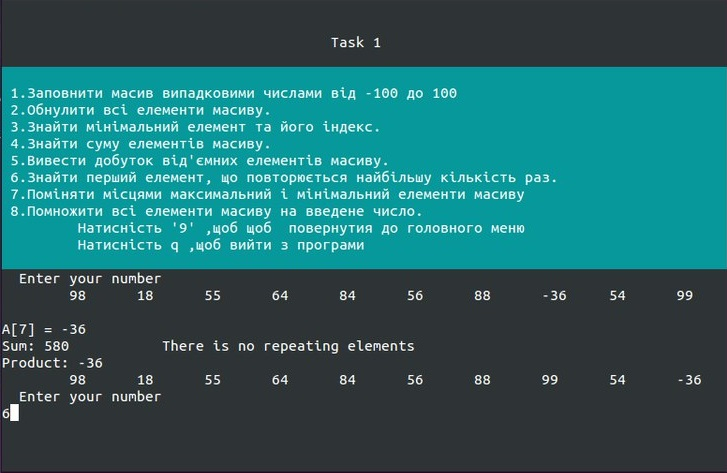 Task 1
1.Заповнити масив випадковими числами від -100 до 100
2.Обнулити всі елементи масиву.
3.Знайти мінімальний елемент та його індекс.
4.Знайти суму елементів масиву.
5.Вивести добуток від'ємних елементів масиву.
6.Знайти перший елемент, що повторюється найбільшу кількість раз.
7.Поміняти місцями максимальний і мінімальний елементи масиву
8.Помножити всі елементи масиву на введене число.
Натисність '9' ,щоб щоб  повернутия до головного меню
Натисність q ,щоб вийти з програми
Enter your number
98 18 55 64 84 56 88 -36 54 99
A[7] = -36
Sum: 580 There is no repeating elements
Product: -36
98 18 55 64 84 56 88 99 54 -36
Enter your number
6